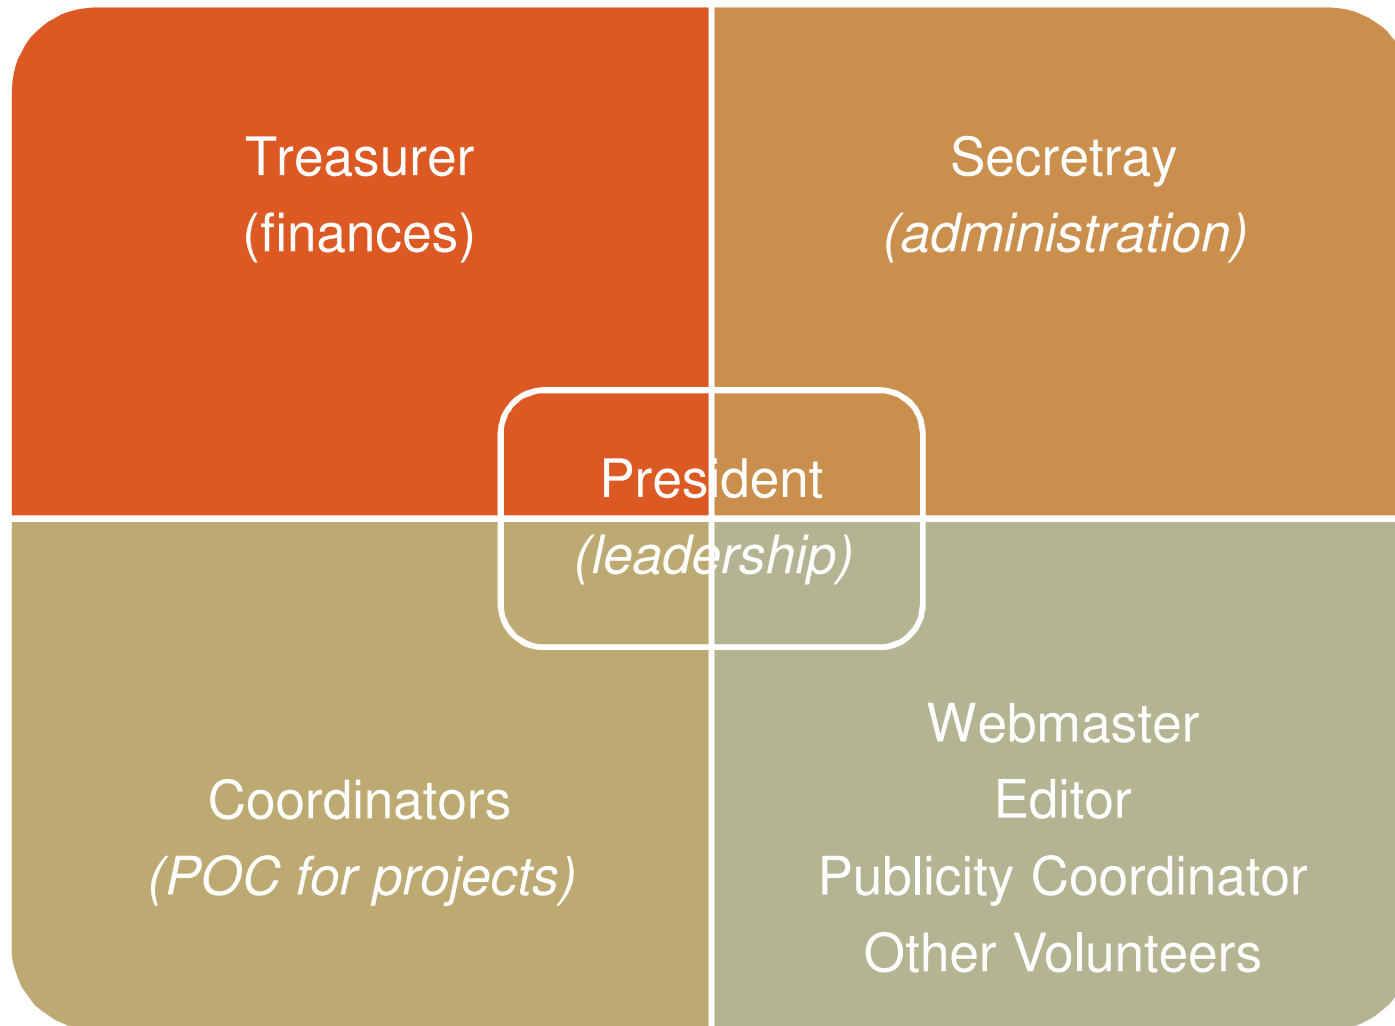 Treasurer
(finances)
Secretray
(administration)
President
(leadership)
Coordinators
(POC for projects)
Webmaster
Editor
Publicity Coordinator
Other Volunteers